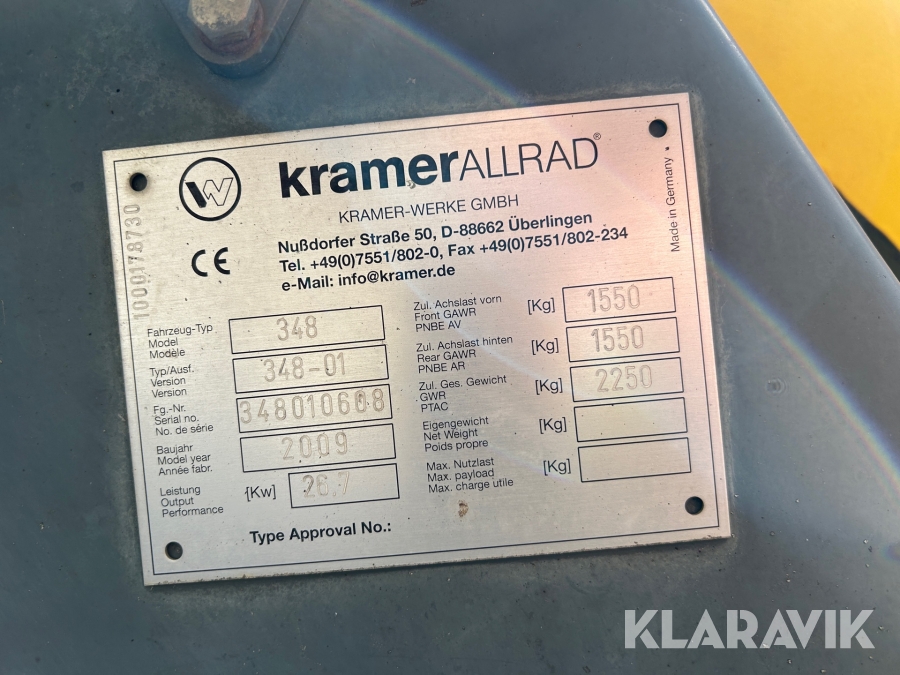 1000178730
W
kramerALLRAD®
KRAMER-WERKE GMBH
Nußdorfer Straße 50, D-88662 Überlingen
Tel. +49(0)7551/802-0, Fax +49(0)7551/802-234
e-Mail: info@kramer.de
CE
Made in Germany
Fahrzeug-Typ
Model
Modèle
348
Typ/Ausf.
Version
Version
348-01
Fg.-Nr.
Serial no.
No. de série
348010608
Baujahr
Model year
Année fabr.
2009
Leistung
Output
Performance
[Kw]
26.7
Zul. Achslast vorn
Front GAWR
PNBE AV
[Kg]
1550
Zul. Achslast hinten
Rear GAWR
PNBE AR
[Kg]
1550
Zul. Ges. Gewicht
GWR
PTAC
[Kg]
2250
Eigengewicht
Net Weight
Poids propre
[Kg]
Max. Nutzlast
Max. payload
Max. charge utile
[Kg]
Type Approval No.:
KLARAVIK